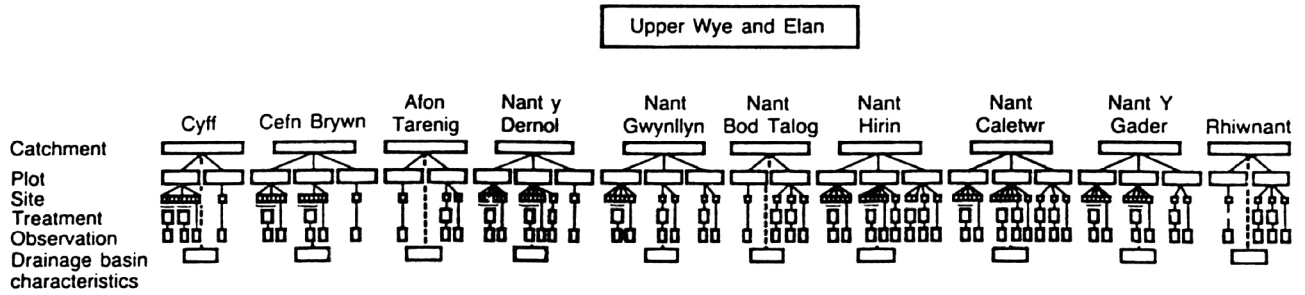 Upper Wye and Elan
Cyff
Cefn Brywn
Afon
Tarenig
Nant y
Dernol
Nant
Gwynllyn
Nant
Bod Talog
Nant
Hirin
Nant
Caletwr
Nant Y
Gader
Rhiwnant
Catchment
Plot
Site
Treatment
Observation
Drainage basin
characteristics